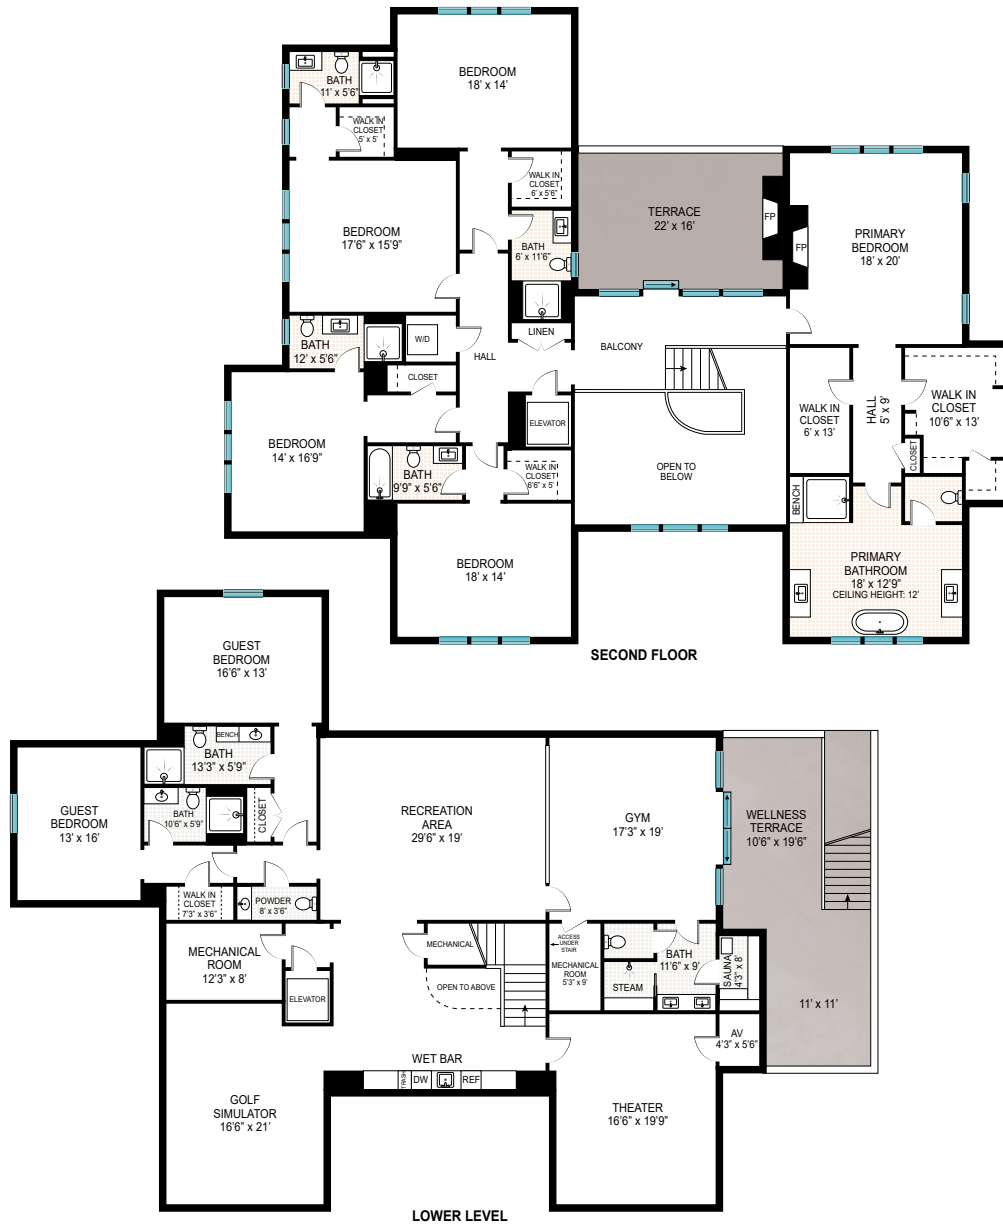 BEDROOM
18' x 14'
BATH
11' x 5'6"
WALK IN
CLOSET
5' x 5'
WALK IN
CLOSET
6' x 5'6"
BEDROOM
17'6" x 15'9"
BATH
6' x 11'6"
TERRACE
22' x 16'
FP
FP
PRIMARY
BEDROOM
18' x 20'
BATH
12' x 5'6"
W/D
HALL
LINEN
BALCONY
CLOSET
BEDROOM
14' x 16'9"
ELEVATOR
WALK IN
CLOSET
6' x 13'
HALL
5' x 9'
WALK IN
CLOSET
10'6" x 13'
CLOSET
BATH
9'9" x 5'6"
WALK IN
CLOSET
6'6" x 5'
OPEN TO
BELOW
BENCH
BEDROOM
18' x 14'
PRIMARY
BATHROOM
18' x 12'9"
CEILING HEIGHT: 12'
SECOND FLOOR
GUEST
BEDROOM
16'6" x 13'
BENCH
BATH
13'3" x 5'9"
GUEST
BEDROOM
13' x 16'
BATH
10'6" x 5'9"
CLOSET
RECREATION
AREA
29'6" x 19'
GYM
17'3" x 19'
WELLNESS
TERRACE
10'6" x 19'6"
WALK IN
CLOSET
7'3" x 3'6"
POWDER
8' x 3'6"
MECHANICAL
ROOM
12'3" x 8'
ELEVATOR
MECHANICAL
OPEN TO ABOVE
ACCESS
UNDER
STAIR
MECHANICAL
ROOM
5'3" x 9'
BATH
11'6" x 9'
STEAM
SAUNA
4'3" x 8'
11' x 11'
AV
4'3" x 5'6"
WET BAR
TRASH
DW
REF
GOLF
SIMULATOR
16'6" x 21'
THEATER
16'6" x 19'9"
LOWER LEVEL